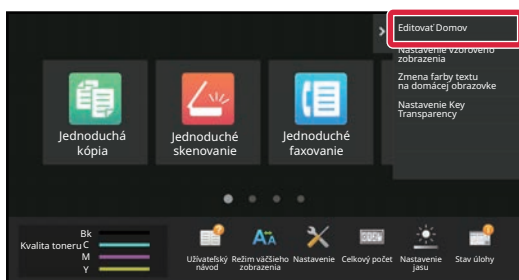 Editovať Domov
Nastavenie vzorového
zobrazenia
Zmena farby textu
na domácej obrazovke
Nastavenie Key
Transparency
Jednoduchá
kópia
Jednoduché
skenovanie
Jednoduché
faxovanie
Bk
Kvalita toneru C
M
Y
Užívateľský
návod
Režim väčšieho
zobrazenia
Nastavenie
Celkový počet
Nastavenie
jasu
Stav úlohy